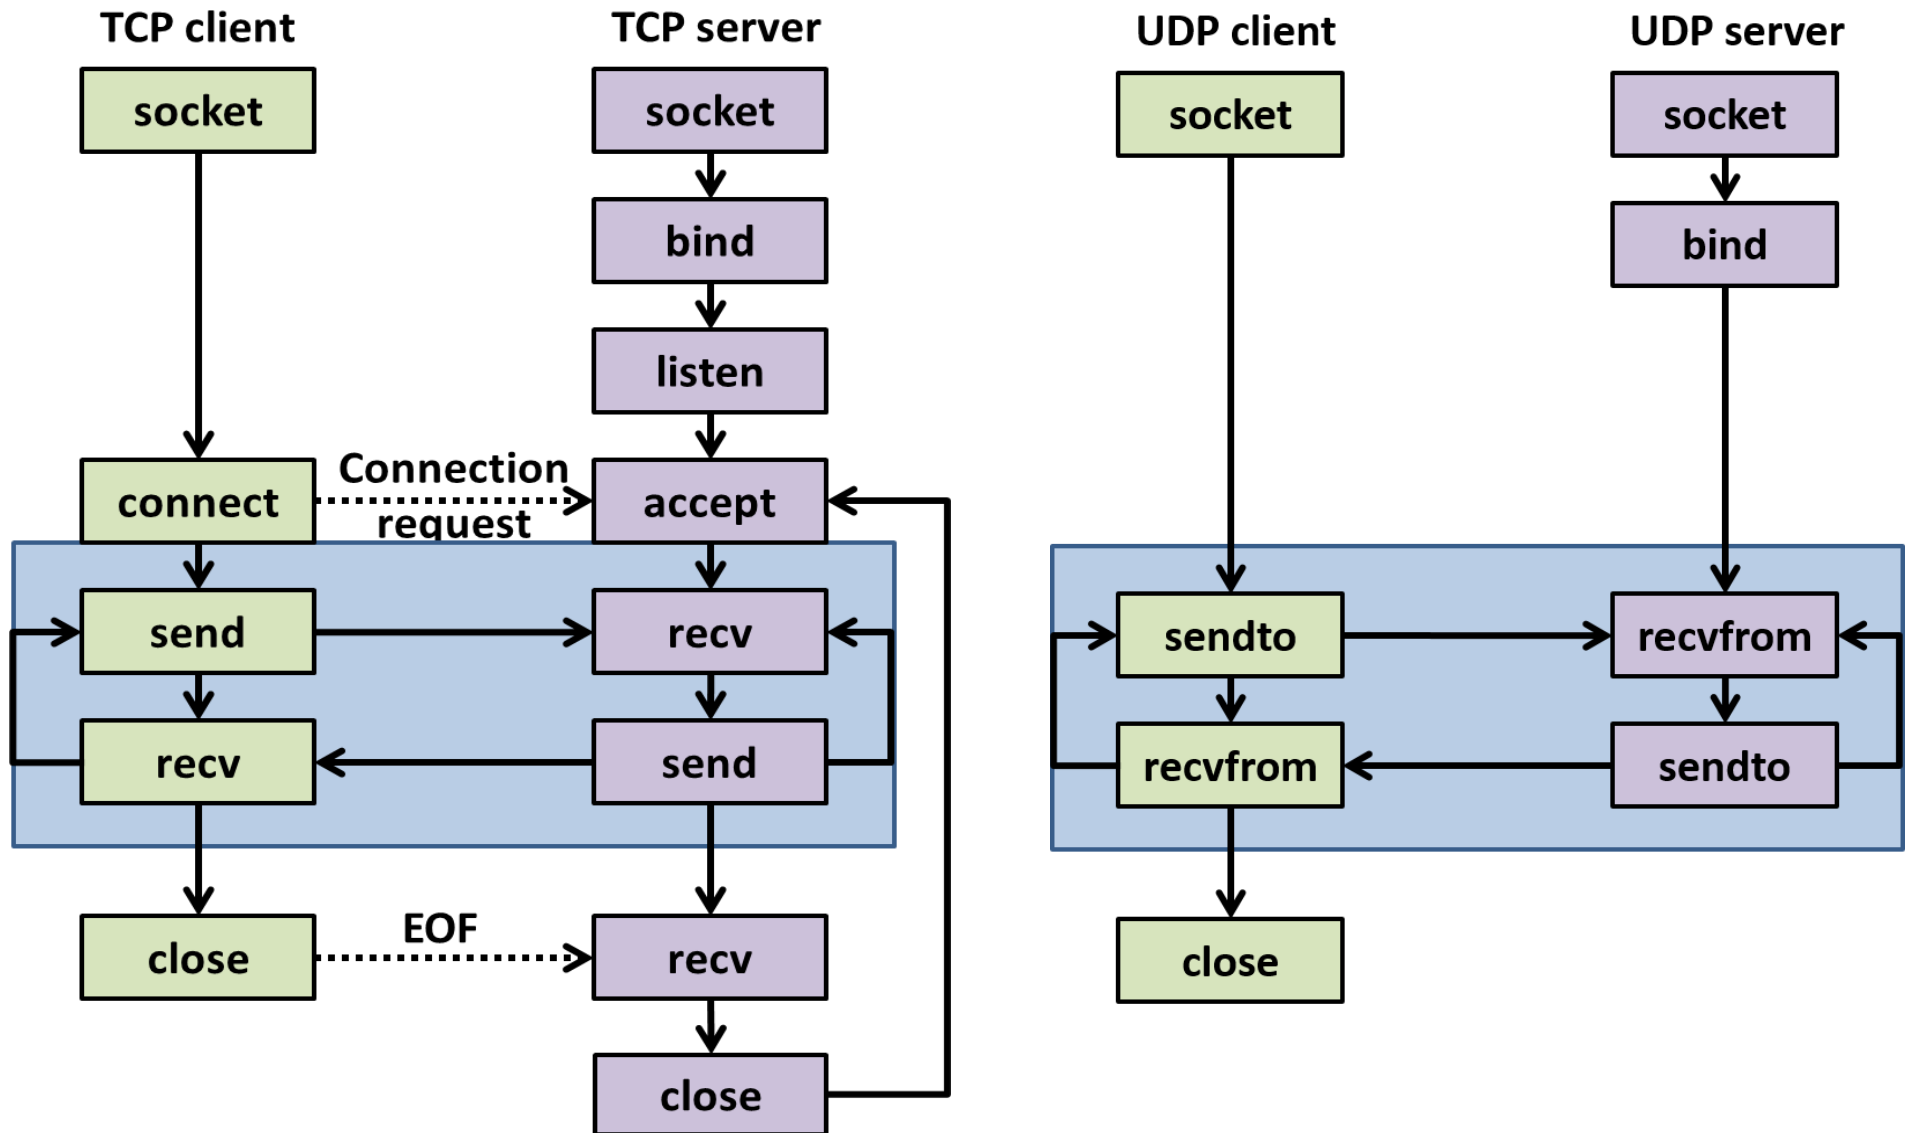 TCP client
socket
connect
send
recv
close
Connection
request
EOF
TCP server
socket
bind
listen
accept
recv
send
recv
close
UDP client
socket
sendto
recvfrom
close
UDP server
socket
bind
recvfrom
sendto